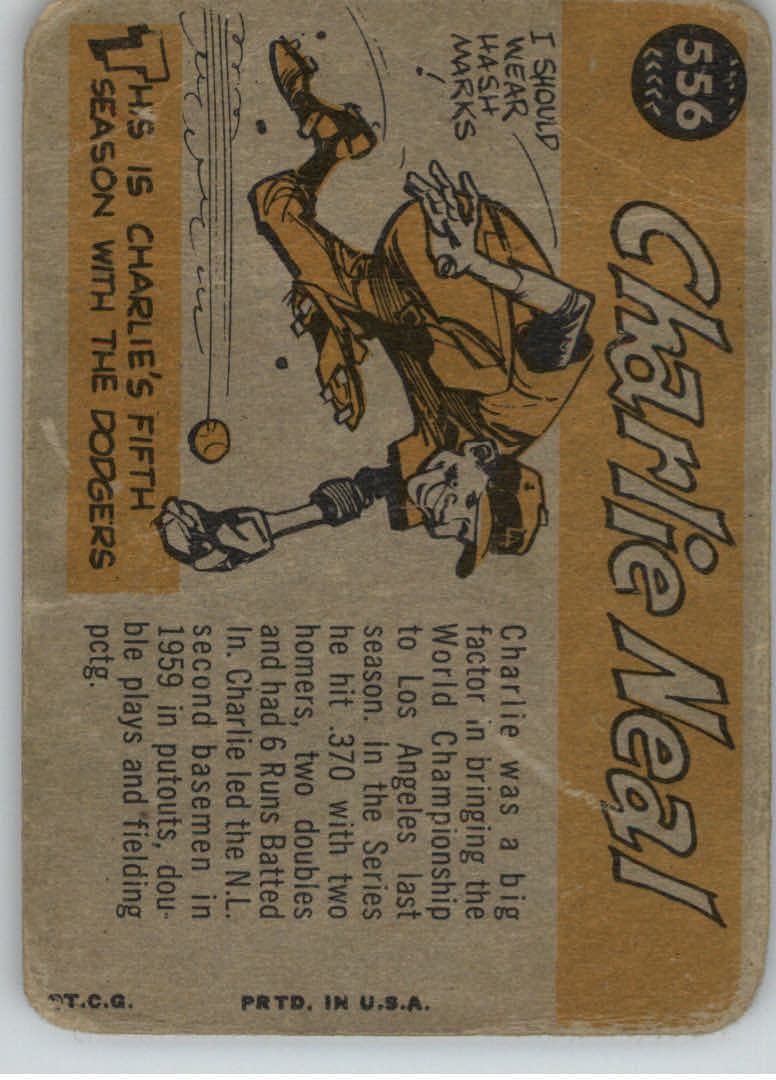 556
Charlie Neal
I SHOULD
WEAR
HASH
MARKS
!
THIS IS CHARLIE'S FIFTH
SEASON WITH THE DODGERS
Charlie was a big
factor in bringing the
World Championship
to Los Angeles last
season. In the Series
he hit .370 with two
homers, two doubles
and had 6 Runs Batted
In. Charlie led the N.L.
second basemen in
1959 in putouts, dou-
ble plays and fielding
pctg.
©T.C.G. PRTD. IN U.S.A.